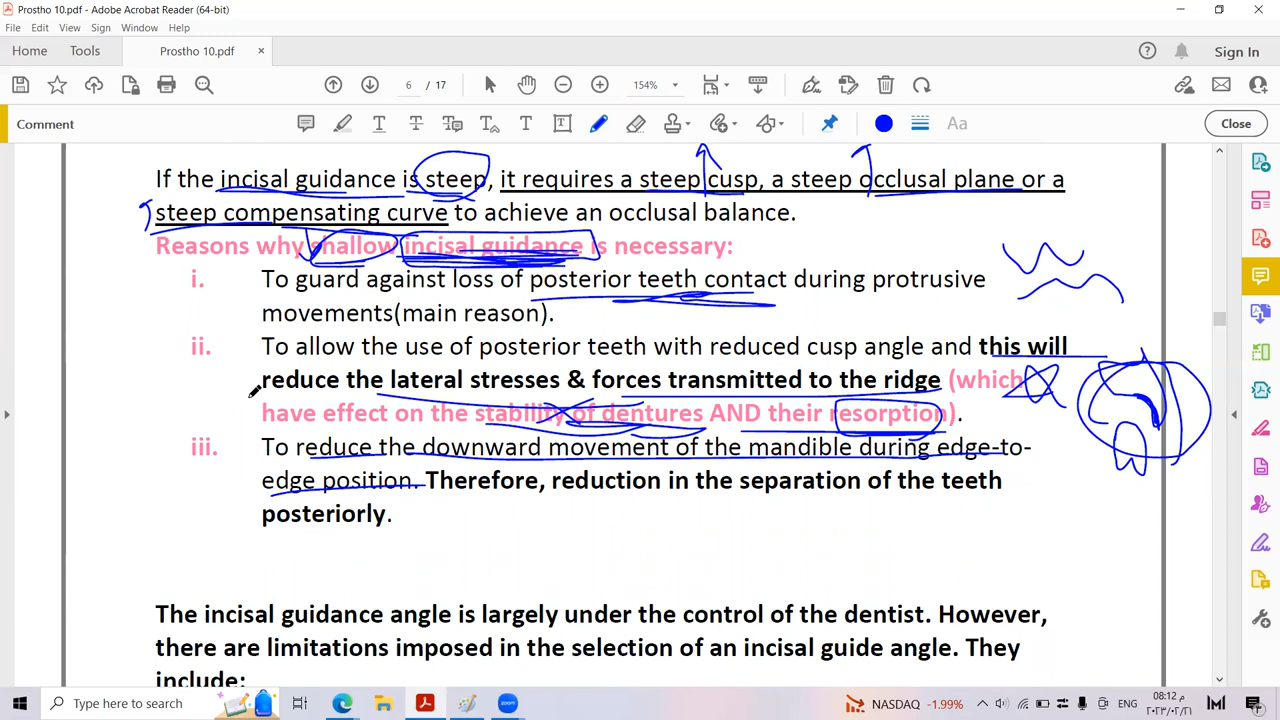 Prostho 10.pdf - Adobe Acrobat Reader (64-bit)
File Edit View Sign Window Help
Home Tools Prostho 10.pdf × Sign In
6 / 17 154%
Comment Aa Close
If the incisal guidance is steep, it requires a steep cusp, a steep occlusal plane or a
steep compensating curve to achieve an occlusal balance.
Reasons why shallow incisal guidance is necessary:
i. To guard against loss of posterior teeth contact during protrusive
movements(main reason).
ii. To allow the use of posterior teeth with reduced cusp angle and this will
reduce the lateral stresses & forces transmitted to the ridge (which
have effect on the stability of dentures AND their resorption).
iii. To reduce the downward movement of the mandible during edge-to-
edge position. Therefore, reduction in the separation of the teeth
posteriorly.
The incisal guidance angle is largely under the control of the dentist. However,
there are limitations imposed in the selection of an incisal guide angle. They
include:
Type here to search NASDAQ -1.99% 08:12 م
٢٠٢٣/٢/٢١